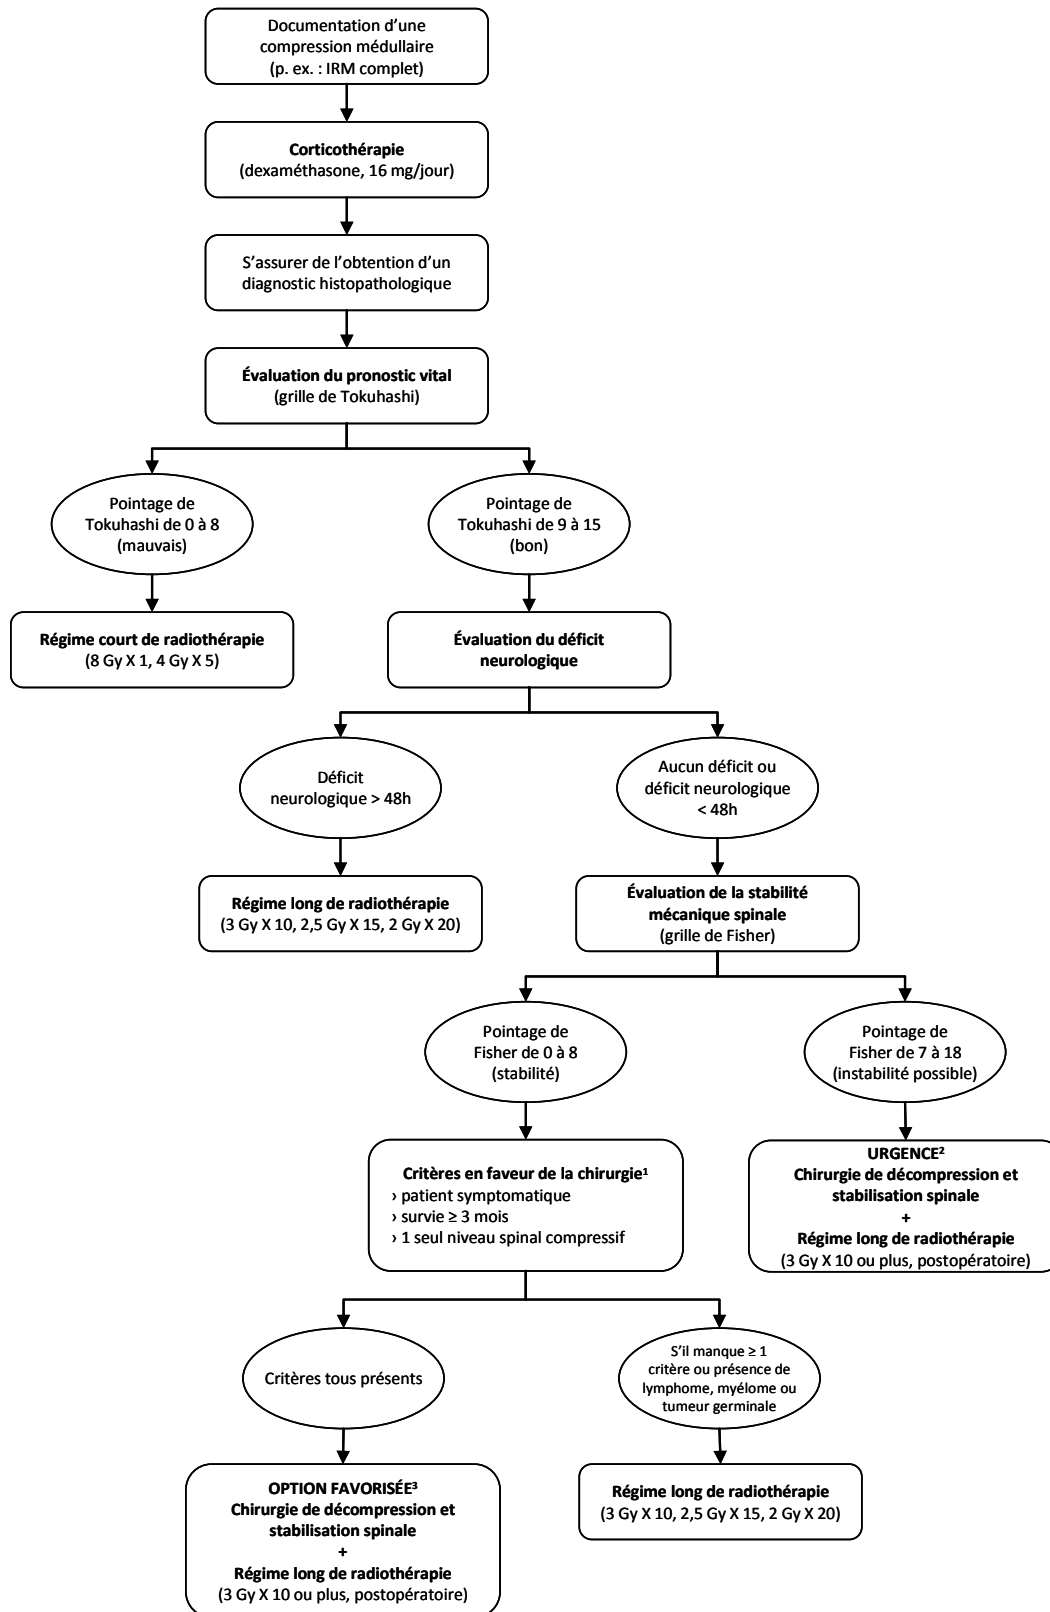 Documentation d’une
compression médullaire
(p. ex. : IRM complet)
Corticothérapie
(dexaméthasone, 16 mg/jour)
S’assurer de l’obtention d’un
diagnostic histopathologique
Évaluation du pronostic vital
(grille de Tokuhashi)
Pointage de
Tokuhashi de 0 à 8
(mauvais)
Pointage de
Tokuhashi de 9 à 15
(bon)
Régime court de radiothérapie
(8 Gy X 1, 4 Gy X 5)
Évaluation du déficit
neurologique
Déficit
neurologique > 48h
Aucun déficit ou
déficit neurologique
< 48h
Régime long de radiothérapie
(3 Gy X 10, 2,5 Gy X 15, 2 Gy X 20)
Évaluation de la stabilité
mécanique spinale
(grille de Fisher)
Pointage de
Fisher de 0 à 8
(stabilité)
Pointage de
Fisher de 7 à 18
(instabilité possible)
Critères en faveur de la chirurgie¹
› patient symptomatique
› survie ≥ 3 mois
› 1 seul niveau spinal compressif
URGENCE²
Chirurgie de décompression et
stabilisation spinale
+
Régime long de radiothérapie
(3 Gy X 10 ou plus, postopératoire)
Critères tous présents
S’il manque ≥ 1
critère ou présence de
lymphome, myélome ou
tumeur germinale
OPTION FAVORISÉE³
Chirurgie de décompression et
stabilisation spinale
+
Régime long de radiothérapie
(3 Gy X 10 ou plus, postopératoire)
Régime long de radiothérapie
(3 Gy X 10, 2,5 Gy X 15, 2 Gy X 20)